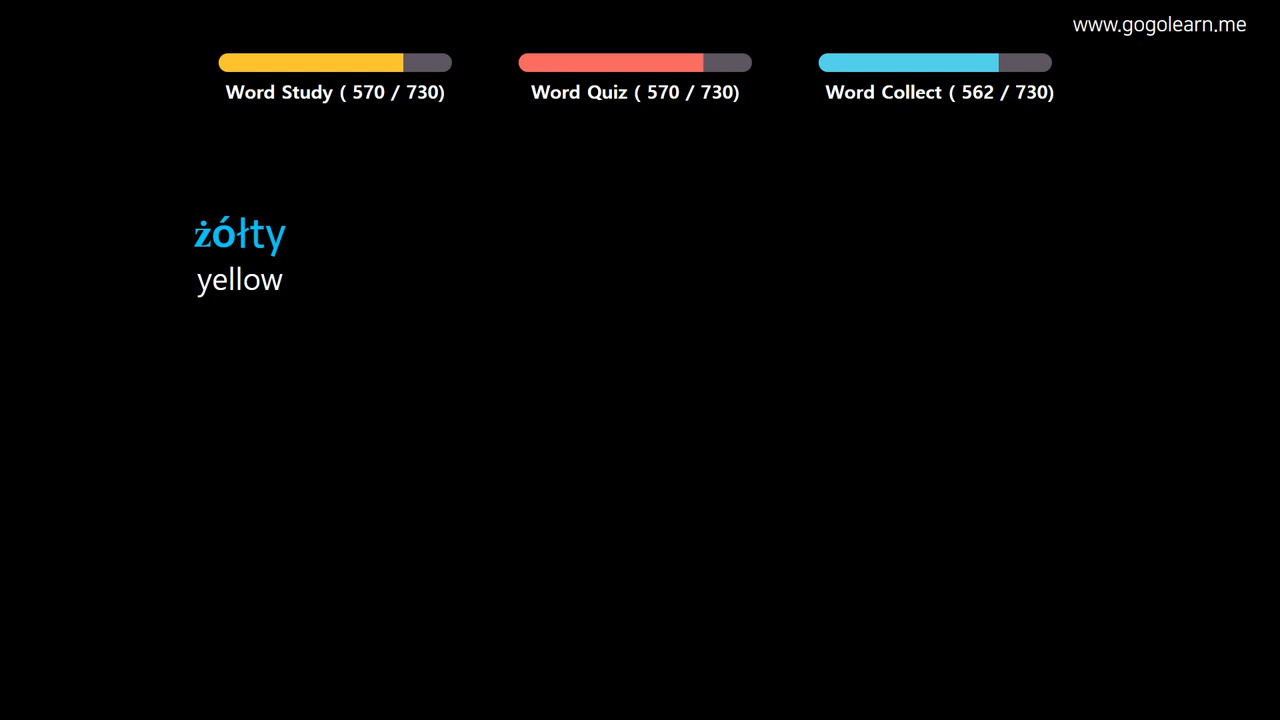 www.gogolearn.me
Word Study ( 570 / 730)
Word Quiz ( 570 / 730)
Word Collect ( 562 / 730)
żółty
yellow